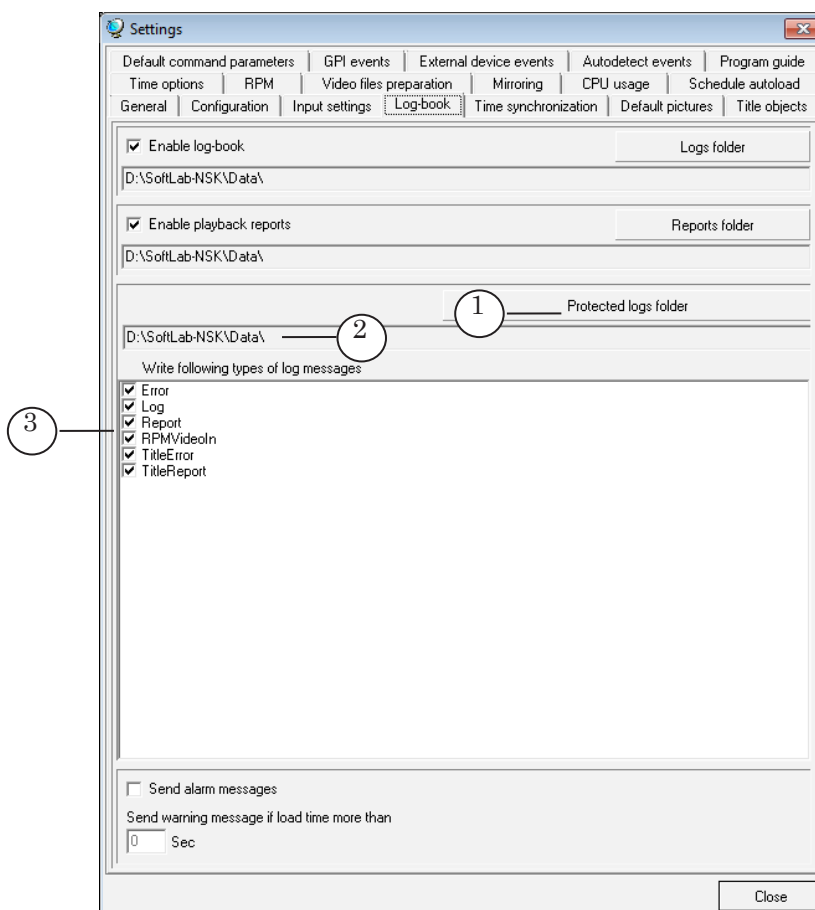 Settings
Default command parameters GPI events External device events Autodetect events Program guide
Time options RPM Video files preparation Mirroring CPU usage Schedule autoload
General Configuration Input settings Log-book Time synchronization Default pictures Title objects
Enable log-book Logs folder
D:\SoftLab-NSK\Data\
Enable playback reports Reports folder
D:\SoftLab-NSK\Data\
1 Protected logs folder
D:\SoftLab-NSK\Data\ 2
Write following types of log messages
Error
Log
3 Report
RPMVideoIn
TitleError
TitleReport
Send alarm messages
Send warning message if load time more than
0 Sec
Close